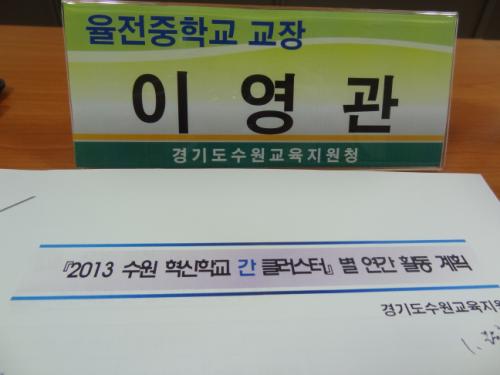 율전중학교 교장
이영관
경기도수원교육지원청
『2013 수원 혁신학교 간 클러스터』 별 연간 활동 계획
경기도수원교육지원